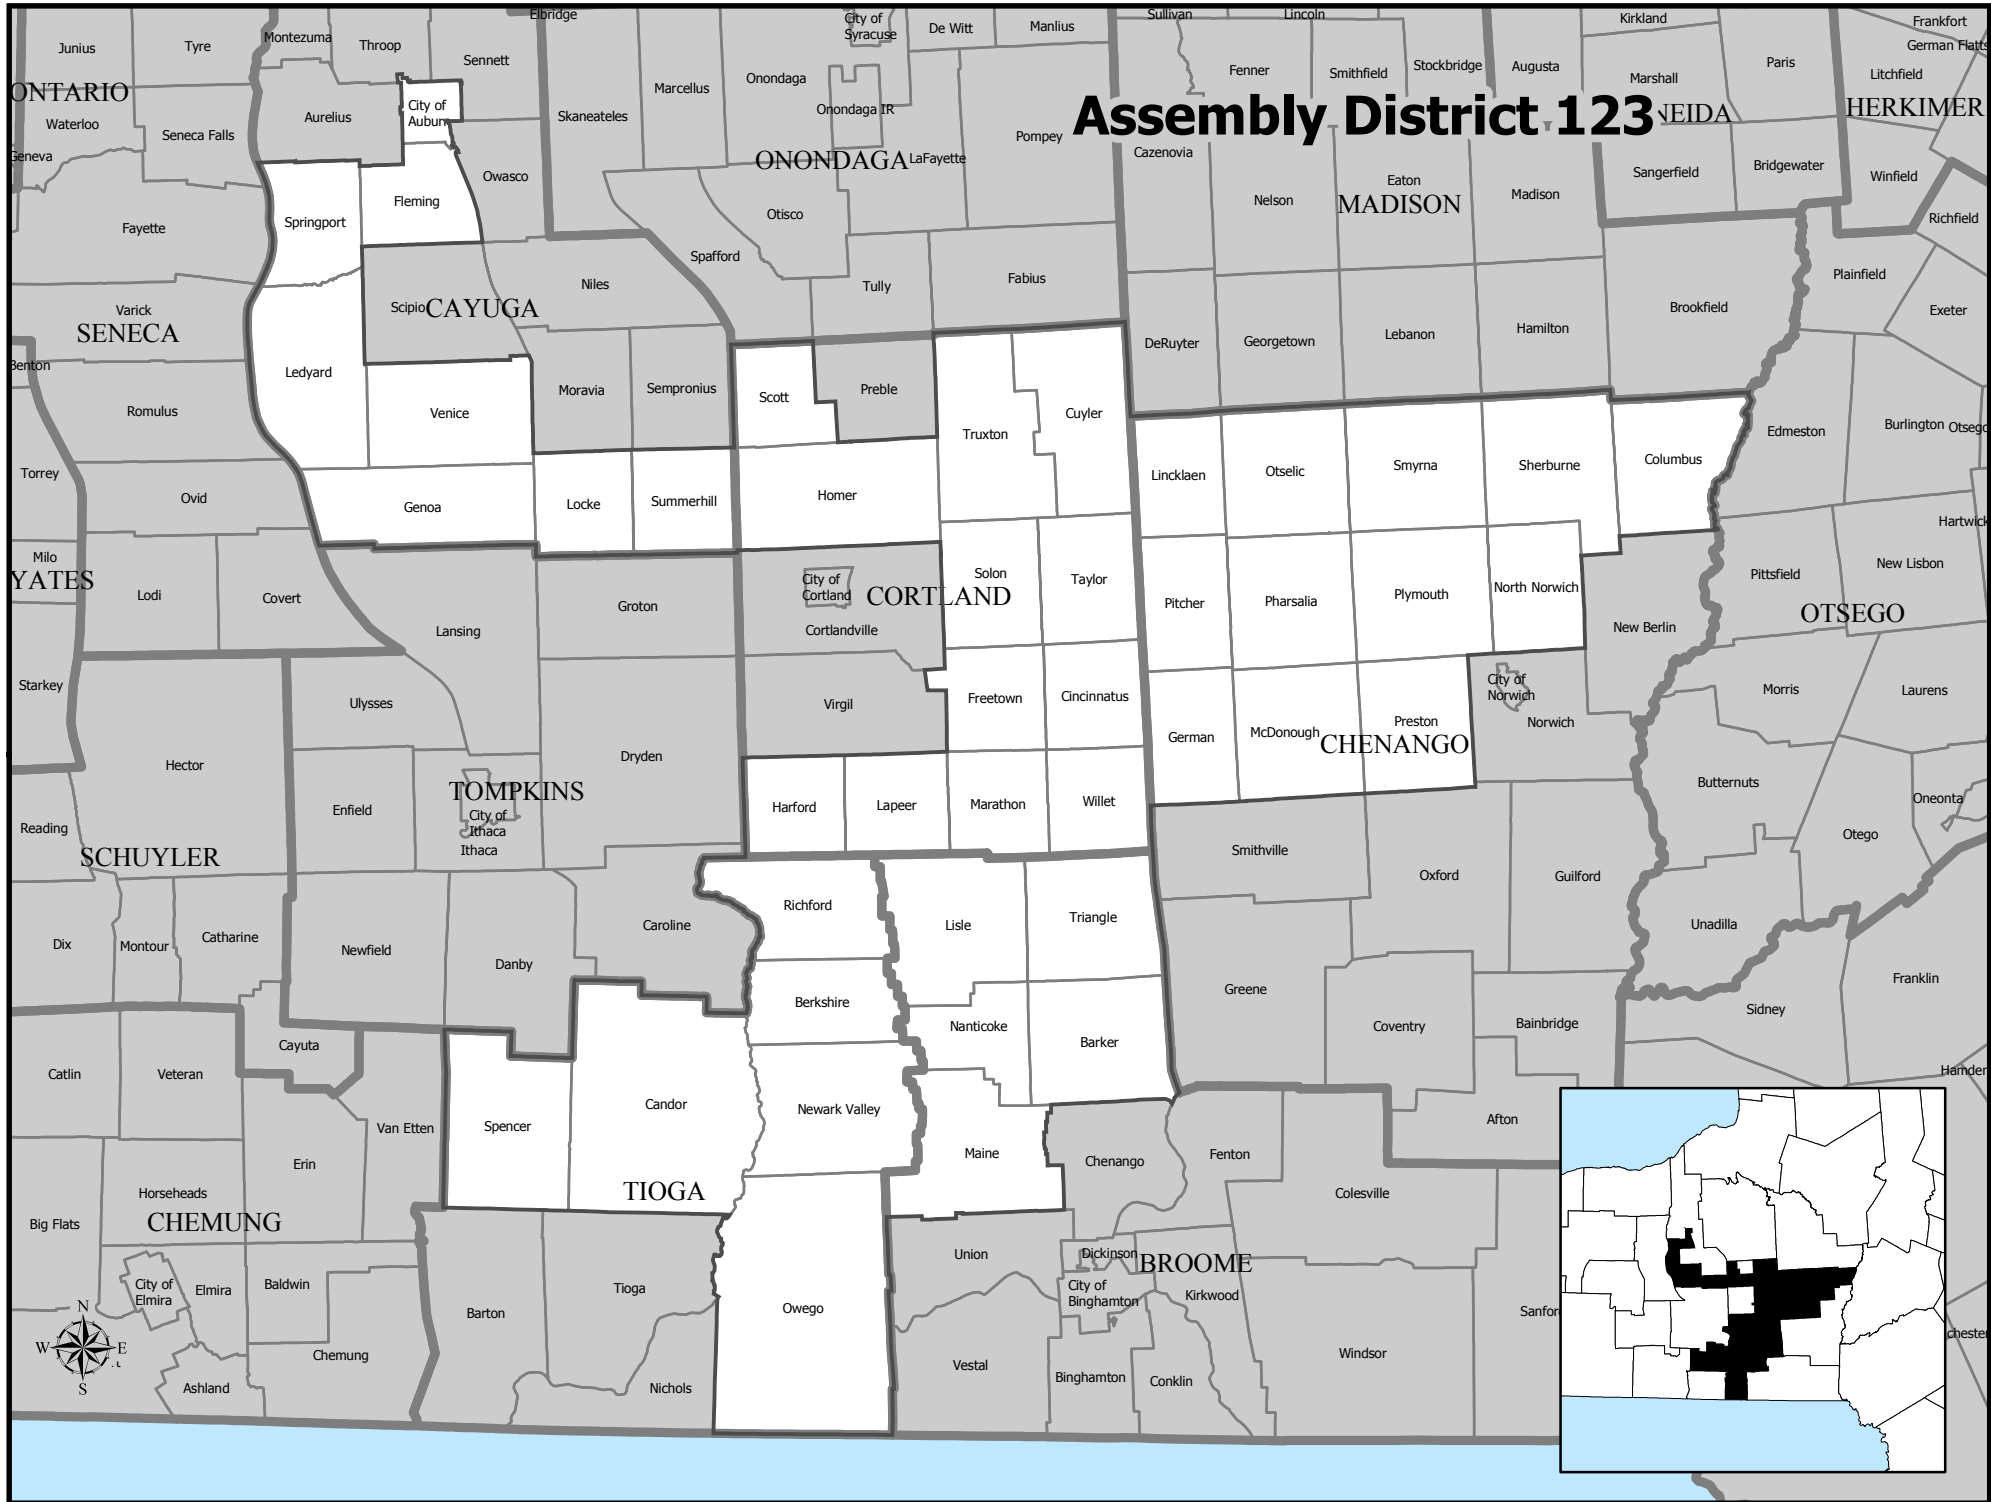 Assembly District 123
Elbridge
City of
Syracuse
De Witt
Manlius
Sullivan
Lincoln
Kirkland
Frankfort
German Flatts
Junius
Tyre
Montezuma
Throop
Sennett
Marcellus
Onondaga
Fenner
Smithfield
Stockbridge
Augusta
Marshall
Paris
Litchfield
ONTARIO
Waterloo
Seneca Falls
Aurelius
City of
Auburn
Skaneateles
Onondaga IR
Pompey
NEIDA
HERKIMER
Geneva
Owasco
ONONDAGA
LaFayette
Cazenovia
Eaton
Madison
Sangerfield
Bridgewater
Winfield
Fayette
Springport
Fleming
Otisco
Nelson
MADISON
Richfield
Spafford
Tully
Fabius
Plainfield
Varick
SENECA
Scipio
CAYUGA
Niles
Brookfield
Exeter
Benton
Romulus
Ledyard
Venice
Moravia
Sempronius
Scott
Preble
Truxton
Cuyler
DeRuyter
Georgetown
Lebanon
Hamilton
Edmeston
Burlington
Otsego
Torrey
Ovid
Genoa
Locke
Summerhill
Homer
Lincklaen
Otselic
Smyrna
Sherburne
Columbus
Hartwick
Milo
YATES
Lodi
Covert
Lansing
Groton
City of
Cortland
CORTLAND
Cortlandville
Solon
Taylor
Pitcher
Pharsalia
Plymouth
North Norwich
New Berlin
Pittsfield
New Lisbon
OTSEGO
Starkey
Ulysses
Virgil
Freetown
Cincinnatus
German
McDonough
Preston
CHENANGO
City of
Norwich
Norwich
Morris
Laurens
Hector
Dryden
Enfield
TOMPKINS
City of
Ithaca
Ithaca
Harford
Lapeer
Marathon
Willet
Butternuts
Oneonta
Reading
SCHUYLER
Smithville
Oxford
Guilford
Otego
Dix
Montour
Catharine
Newfield
Danby
Caroline
Richford
Lisle
Triangle
Unadilla
Franklin
Berkshire
Nanticoke
Barker
Greene
Coventry
Bainbridge
Sidney
Cayuta
Catlin
Veteran
Van Etten
Spencer
Candor
Newark Valley
Maine
Chenango
Fenton
Afton
Hamden
Erin
Horseheads
Big Flats
CHEMUNG
TIOGA
Colesville
City of
Elmira
Elmira
Baldwin
Chemung
Ashland
Barton
Tioga
Nichols
Owego
Union
Dickinson
City of
Binghamton
BROOME
Kirkwood
Vestal
Binghamton
Conklin
Windsor
Sanfor
chester
N
W
E
S